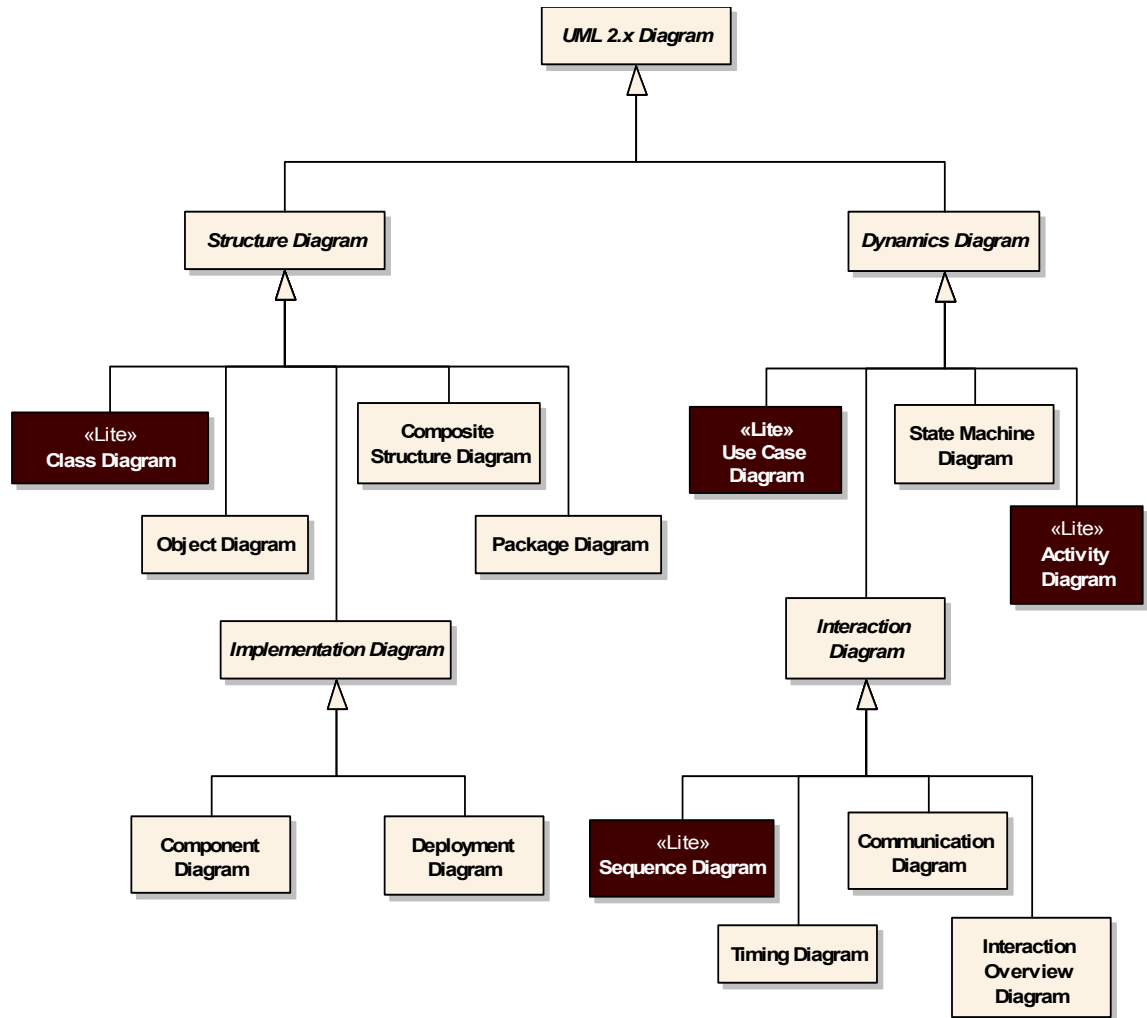 UML 2.x Diagram
Structure Diagram
Dynamics Diagram
«Lite»
Class Diagram
Composite
Structure Diagram
«Lite»
Use Case
Diagram
State Machine
Diagram
Object Diagram
Package Diagram
«Lite»
Activity
Diagram
Implementation Diagram
Interaction
Diagram
Component
Diagram
Deployment
Diagram
«Lite»
Sequence Diagram
Communication
Diagram
Timing Diagram
Interaction
Overview
Diagram